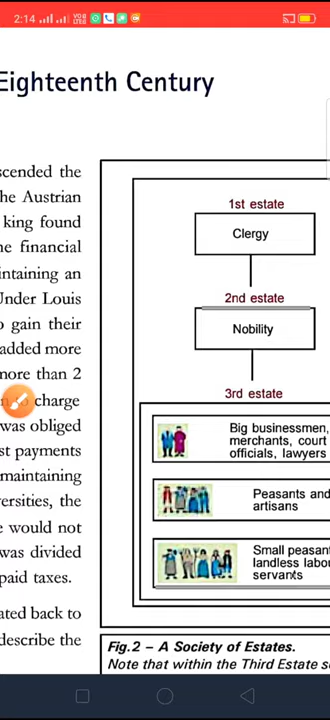 2:14
Eighteenth Century
scended the
he Austrian
king found
ne financial
intaining an
Under Louis
o gain their
added more
more than 2
charge
was obliged
st payments
maintaining
ersities, the
e would not
was divided
paid taxes.
ated back to
describe the
1st estate
Clergy
2nd estate
Nobility
3rd estate
Big businessmen,
merchants, court
officials, lawyers
Peasants and
artisans
Small peasant
landless labou
servants
Fig.2 – A Society of Estates.
Note that within the Third Estate s